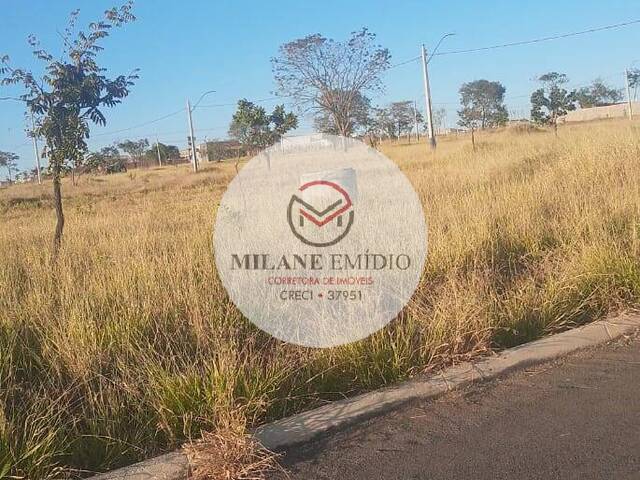 MILANE EMÍDIO
CORRETORA DE IMÓVEIS
CRECI • 37951